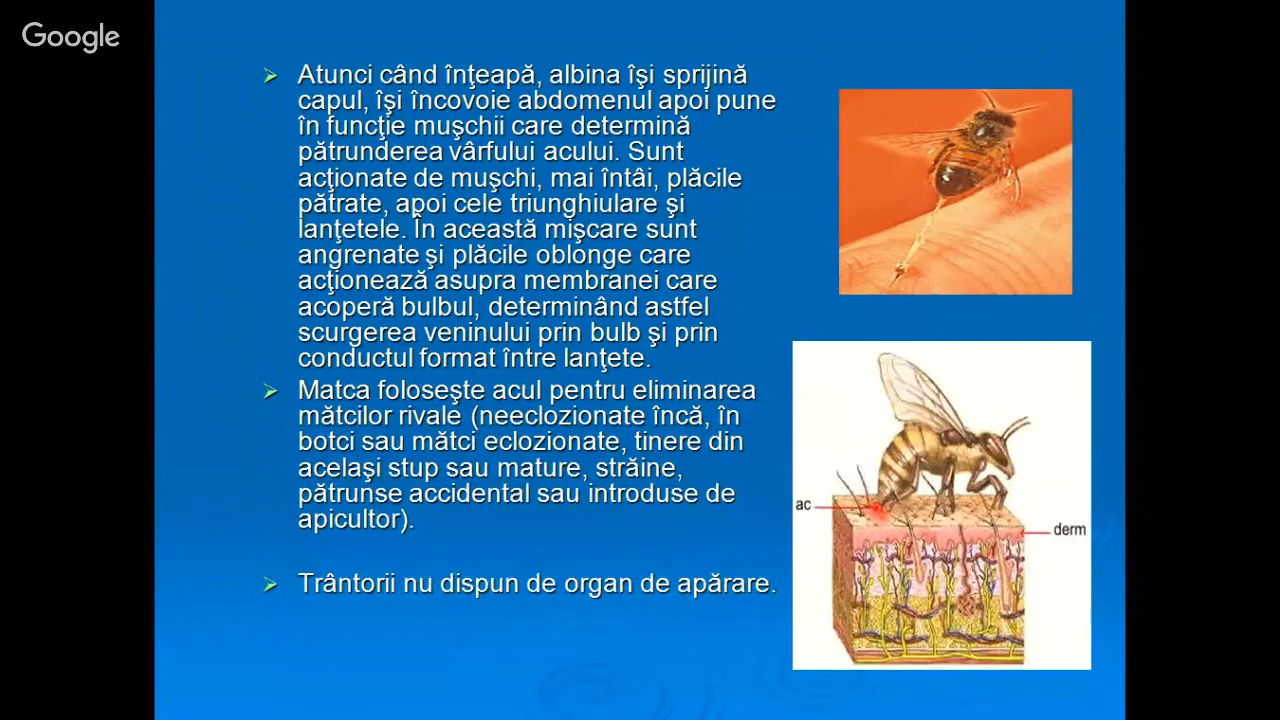 Google
Atunci când înţeapă, albina îşi sprijină
capul, îşi încovoie abdomenul apoi pune
în funcţie muşchii care determină
pătrunderea vârfului acului. Sunt
acţionate de muşchi, mai întâi, plăcile
pătrate, apoi cele triunghiulare şi
lanţetele. În această mişcare sunt
angrenate şi plăcile oblonge care
acţionează asupra membranei care
acoperă bulbul, determinând astfel
scurgerea veninului prin bulb şi prin
conductul format între lanţete.
Matca foloseşte acul pentru eliminarea
mătcilor rivale (neeclozionate încă, în
botci sau mătci eclozionate, tinere din
acelaşi stup sau mature, străine,
pătrunse accidental sau introduse de
apicultor).
Trântorii nu dispun de organ de apărare.
ac
derm